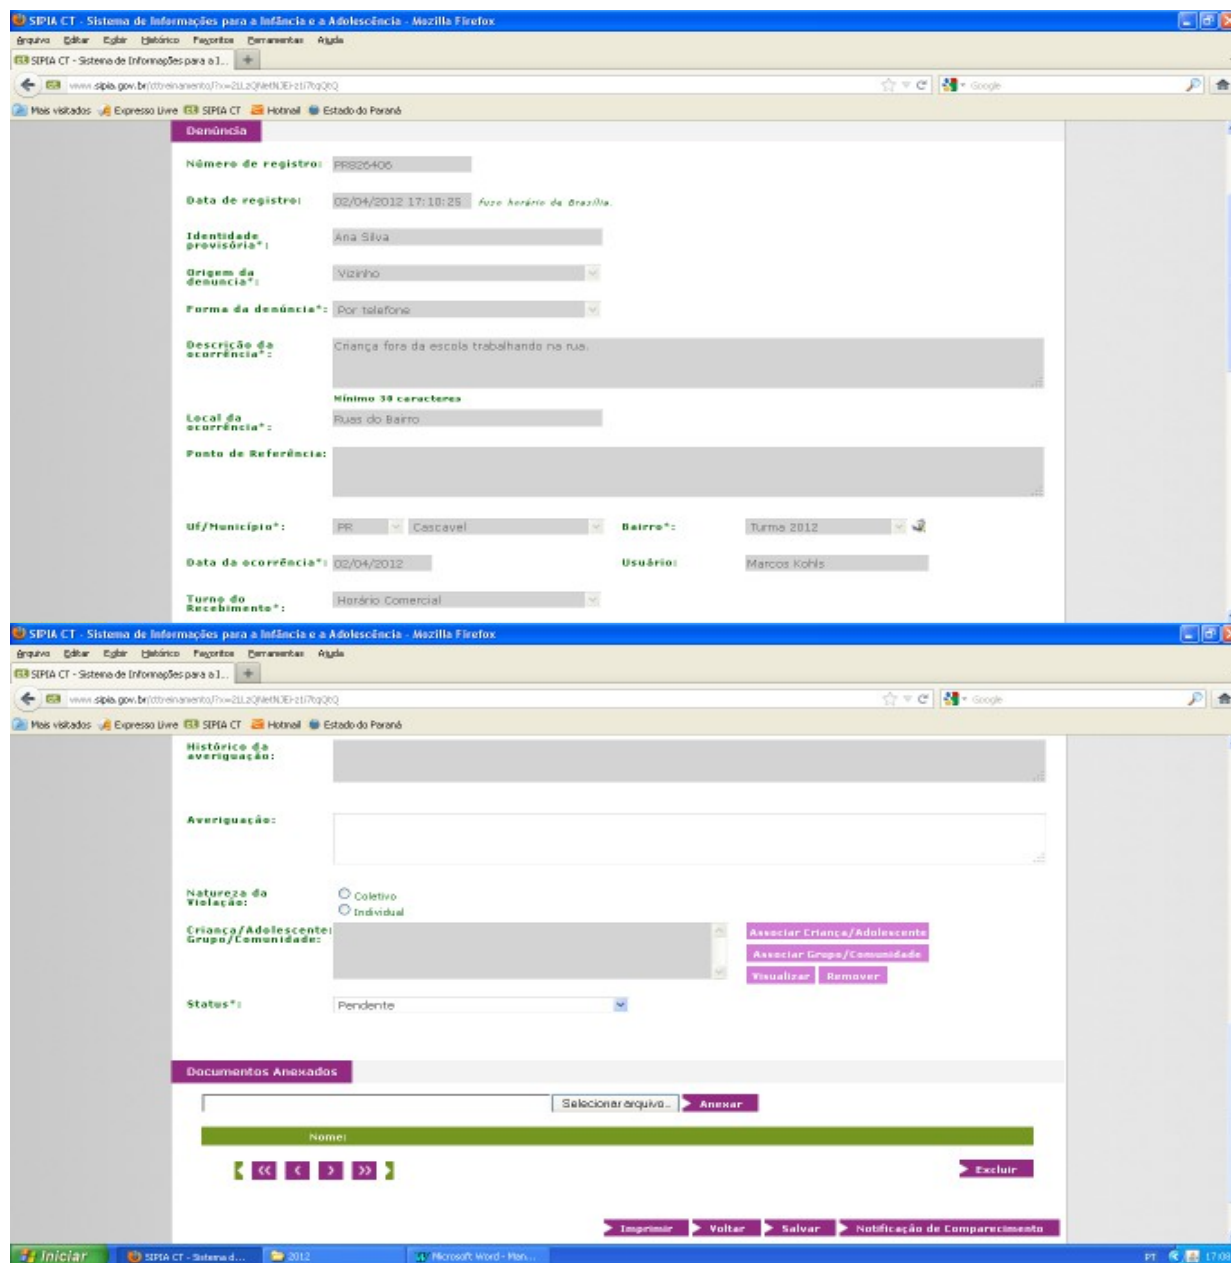 SIPIA CT - Sistema de Informações para a Infância e a Adolescência - Mozilla Firefox
Arquivo Editar Exibir Histórico Favoritos Ferramentas Ajuda
SIPIA CT - Sistema de Informações para a I... +
Google
Mais visitados Expresso Livre SIPIA CT Hotmail Estado do Paraná
Denúncia
Número de registro: PR826406
Data de registro: 02/04/2012 17:10:25 fuso horário de Brasília.
Identidade provisória*: Ana Silva
Origem da denuncia*: Vizinho
Forma da denúncia*: Por telefone
Descrição da ocorrência*: Criança fora da escola trabalhando na rua.
Mínimo 30 caracteres
Local da ocorrência*: Ruas do Bairro
Ponto de Referência:
Uf/Município*: PR Cascavel Bairro*: Turma 2012
Data da ocorrência*: 02/04/2012 Usuário: Marcos Kohls
Turno do Recebimento*: Horário Comercial
SIPIA CT - Sistema de Informações para a Infância e a Adolescência - Mozilla Firefox
Arquivo Editar Exibir Histórico Favoritos Ferramentas Ajuda
SIPIA CT - Sistema de Informações para a I... +
Google
Mais visitados Expresso Livre SIPIA CT Hotmail Estado do Paraná
Histórico da averiguação:
Averiguação:
Natureza da Violação: Coletivo
Individual
Criança/Adolescente: Grupo/Comunidade:
Associar Criança/Adolescente
Associar Grupo/Comunidade
Visualizar Remover
Status*: Pendente
Documentos Anexados
Selecionar arquivo... Anexar
Nome:
<< < > >> Excluir
Imprimir Voltar Salvar Notificação de Comparecimento
Iniciar SIPIA CT - Sistema d... 2012 Microsoft Word - Man... PT 17:08